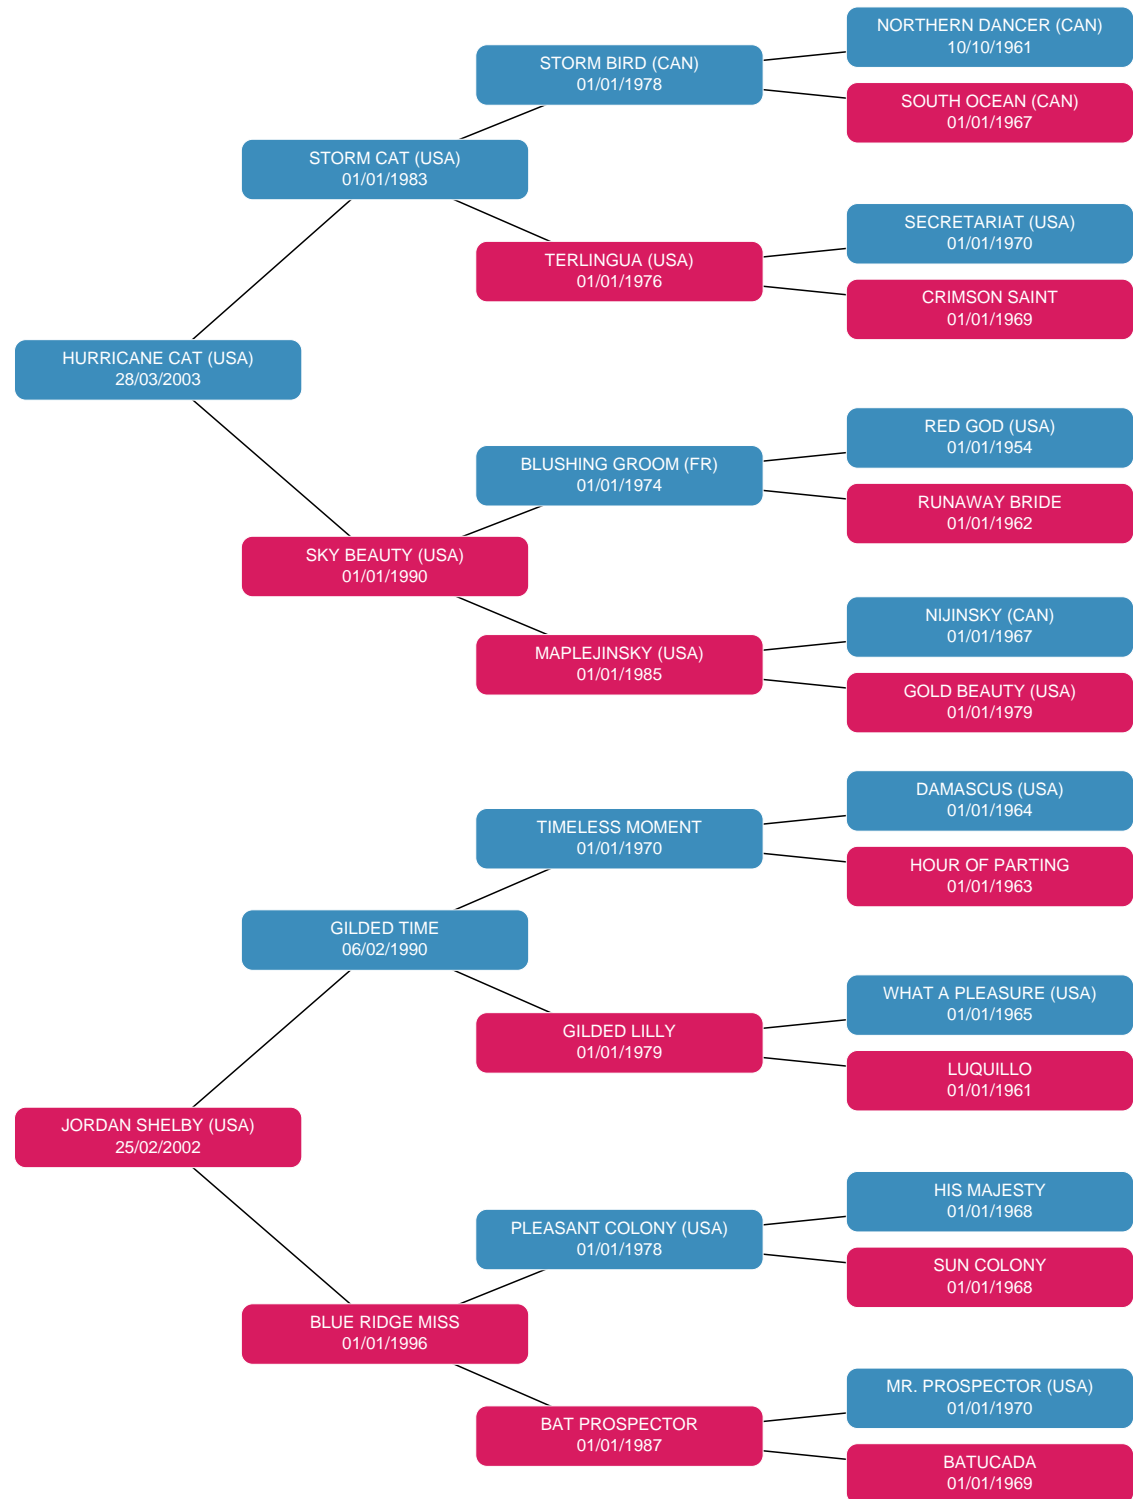 NORTHERN DANCER (CAN)
10/10/1961
STORM BIRD (CAN)
01/01/1978
SOUTH OCEAN (CAN)
01/01/1967
STORM CAT (USA)
01/01/1983
SECRETARIAT (USA)
01/01/1970
TERLINGUA (USA)
01/01/1976
CRIMSON SAINT
01/01/1969
HURRICANE CAT (USA)
28/03/2003
RED GOD (USA)
01/01/1954
BLUSHING GROOM (FR)
01/01/1974
RUNAWAY BRIDE
01/01/1962
SKY BEAUTY (USA)
01/01/1990
NIJINSKY (CAN)
01/01/1967
MAPLEJINSKY (USA)
01/01/1985
GOLD BEAUTY (USA)
01/01/1979
DAMASCUS (USA)
01/01/1964
TIMELESS MOMENT
01/01/1970
HOUR OF PARTING
01/01/1963
GILDED TIME
06/02/1990
WHAT A PLEASURE (USA)
01/01/1965
GILDED LILLY
01/01/1979
LUQUILLO
01/01/1961
JORDAN SHELBY (USA)
25/02/2002
HIS MAJESTY
01/01/1968
PLEASANT COLONY (USA)
01/01/1978
SUN COLONY
01/01/1968
BLUE RIDGE MISS
01/01/1996
MR. PROSPECTOR (USA)
01/01/1970
BAT PROSPECTOR
01/01/1987
BATUCADA
01/01/1969